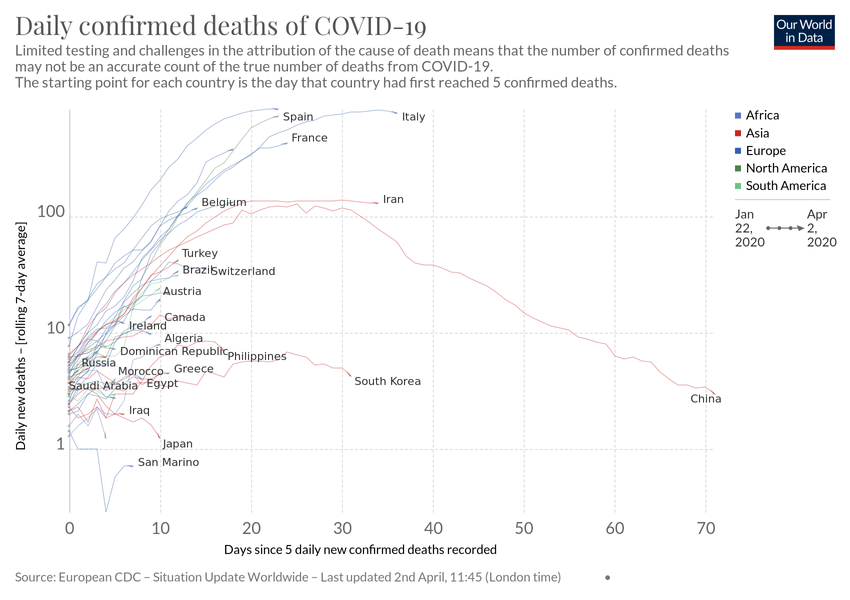 Daily confirmed deaths of COVID-19
Our World
in Data
Limited testing and challenges in the attribution of the cause of death means that the number of confirmed deaths
may not be an accurate count of the true number of deaths from COVID-19.
The starting point for each country is the day that country had first reached 5 confirmed deaths.
Spain
Italy
France
Belgium
Iran
Turkey
Brazil
Switzerland
Austria
Canada
Ireland
Algeria
Dominican Republic
Philippines
Russia
Morocco
Greece
Saudi Arabia
Egypt
South Korea
China
Iraq
Japan
San Marino
Africa
Asia
Europe
North America
South America
Jan
22,
2020
Apr
2,
2020
100
10
1
Daily new deaths – [rolling 7-day average]
0 10 20 30 40 50 60 70
Days since 5 daily new confirmed deaths recorded
Source: European CDC – Situation Update Worldwide – Last updated 2nd April, 11:45 (London time)